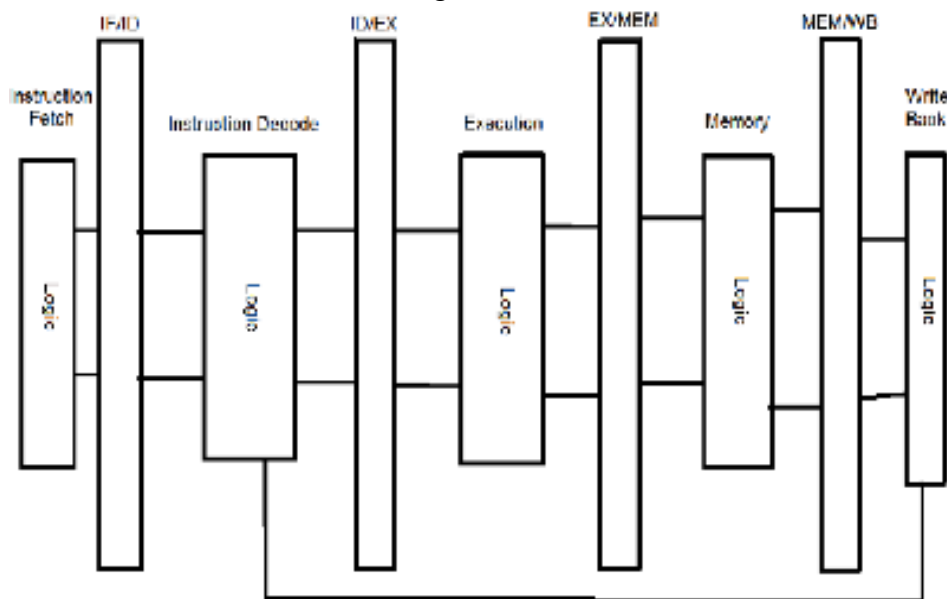 IF/ID
ID/EX
EX/MEM
MEM/WB
Instruction
Fetch
Instruction Decode
Execution
Memory
Write
Back
Logic
Logic
Logic
Logic
Logic